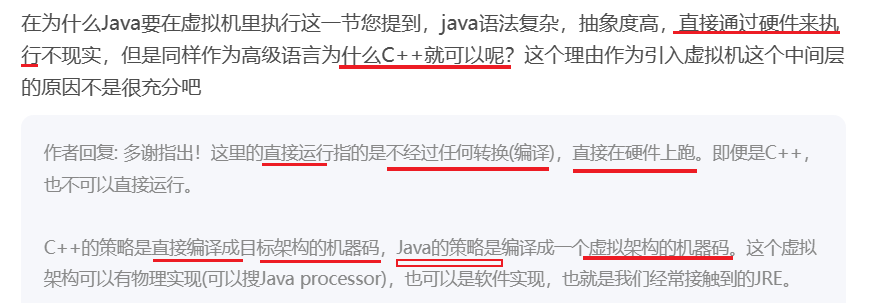 在为什么Java要在虚拟机里执行这一节您提到，java语法复杂，抽象度高，直接通过硬件来执
行不现实，但是同样作为高级语言为什么C++就可以呢？这个理由作为引入虚拟机这个中间层
的原因不是很充分吧
作者回复: 多谢指出！这里的直接运行指的是不经过任何转换(编译)，直接在硬件上跑。即便是C++，
也不可以直接运行。
C++的策略是直接编译成目标架构的机器码，Java的策略是编译成一个虚拟架构的机器码。这个虚拟
架构可以有物理实现(可以搜Java processor)，也可以是软件实现，也就是我们经常接触到的JRE。